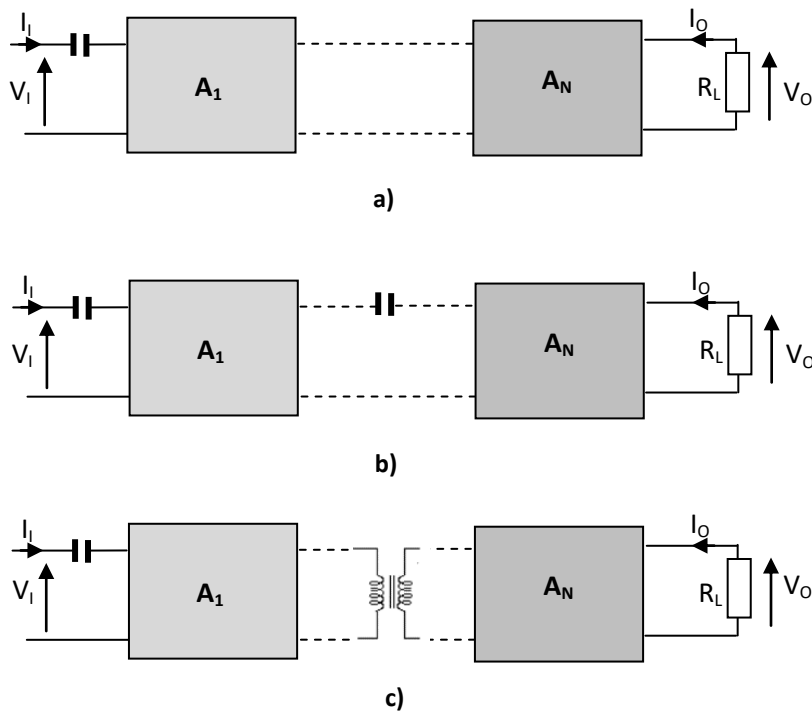 I_I I_O
V_I A_1 A_N R_L V_O
a)
I_I I_O
V_I A_1 A_N R_L V_O
b)
I_I I_O
V_I A_1 A_N R_L V_O
c)